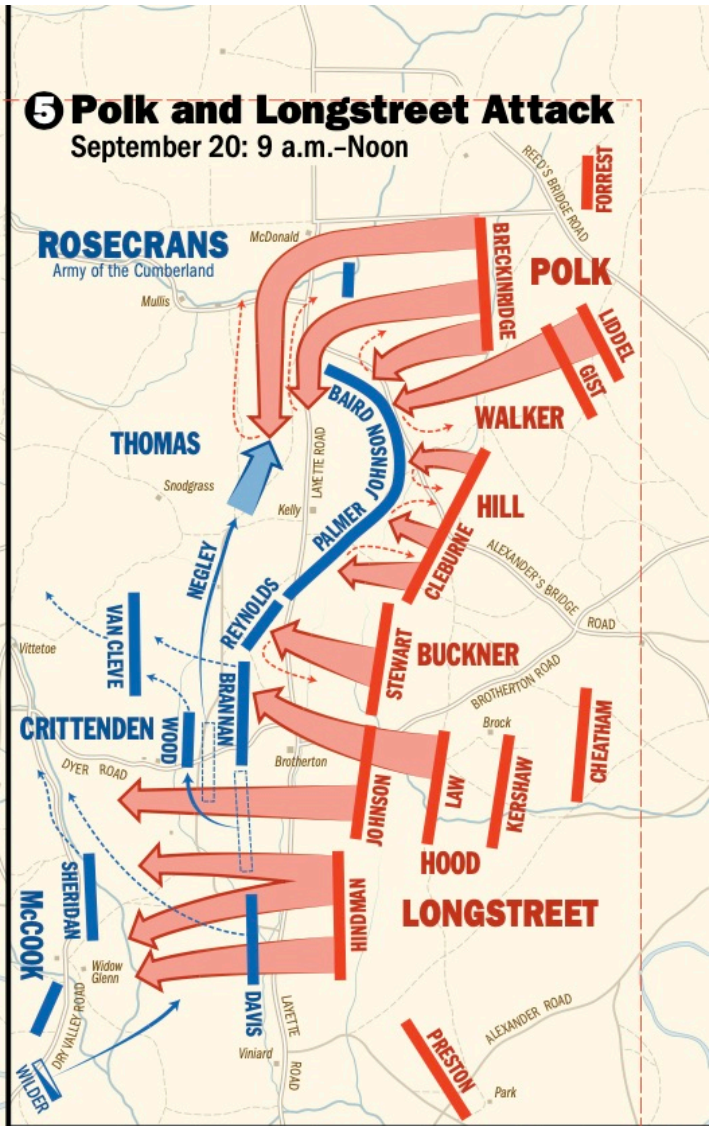 5 Polk and Longstreet Attack
September 20: 9 a.m.–Noon
REED'S BRIDGE ROAD
FORREST
ROSECRANS
Army of the Cumberland
McDonald
BRECKINRIDGE
POLK
Mullis
LIDDEL
GIST
BAIRD
WALKER
THOMAS
JOHNSON
LAYETTE ROAD
Snodgrass
Kelly
HILL
PALMER
CLEBURNE
ALEXANDER'S BRIDGE
ROAD
NEGLEY
REYNOLDS
VAN CLEVE
Vittetoe
STEWART
BUCKNER
BROTHERTON ROAD
BRANNAN
CRITTENDEN
WOOD
Brock
CHEATHAM
DYER ROAD
Brotherton
JOHNSON
LAW
KERSHAW
HOOD
SHERIDAN
McCOOK
HINDMAN
LONGSTREET
Widow
Glenn
DAVIS
LAYETTE
ROAD
DRY VALLEY ROAD
ALEXANDER ROAD
PRESTON
Viniard
WILDER
Park